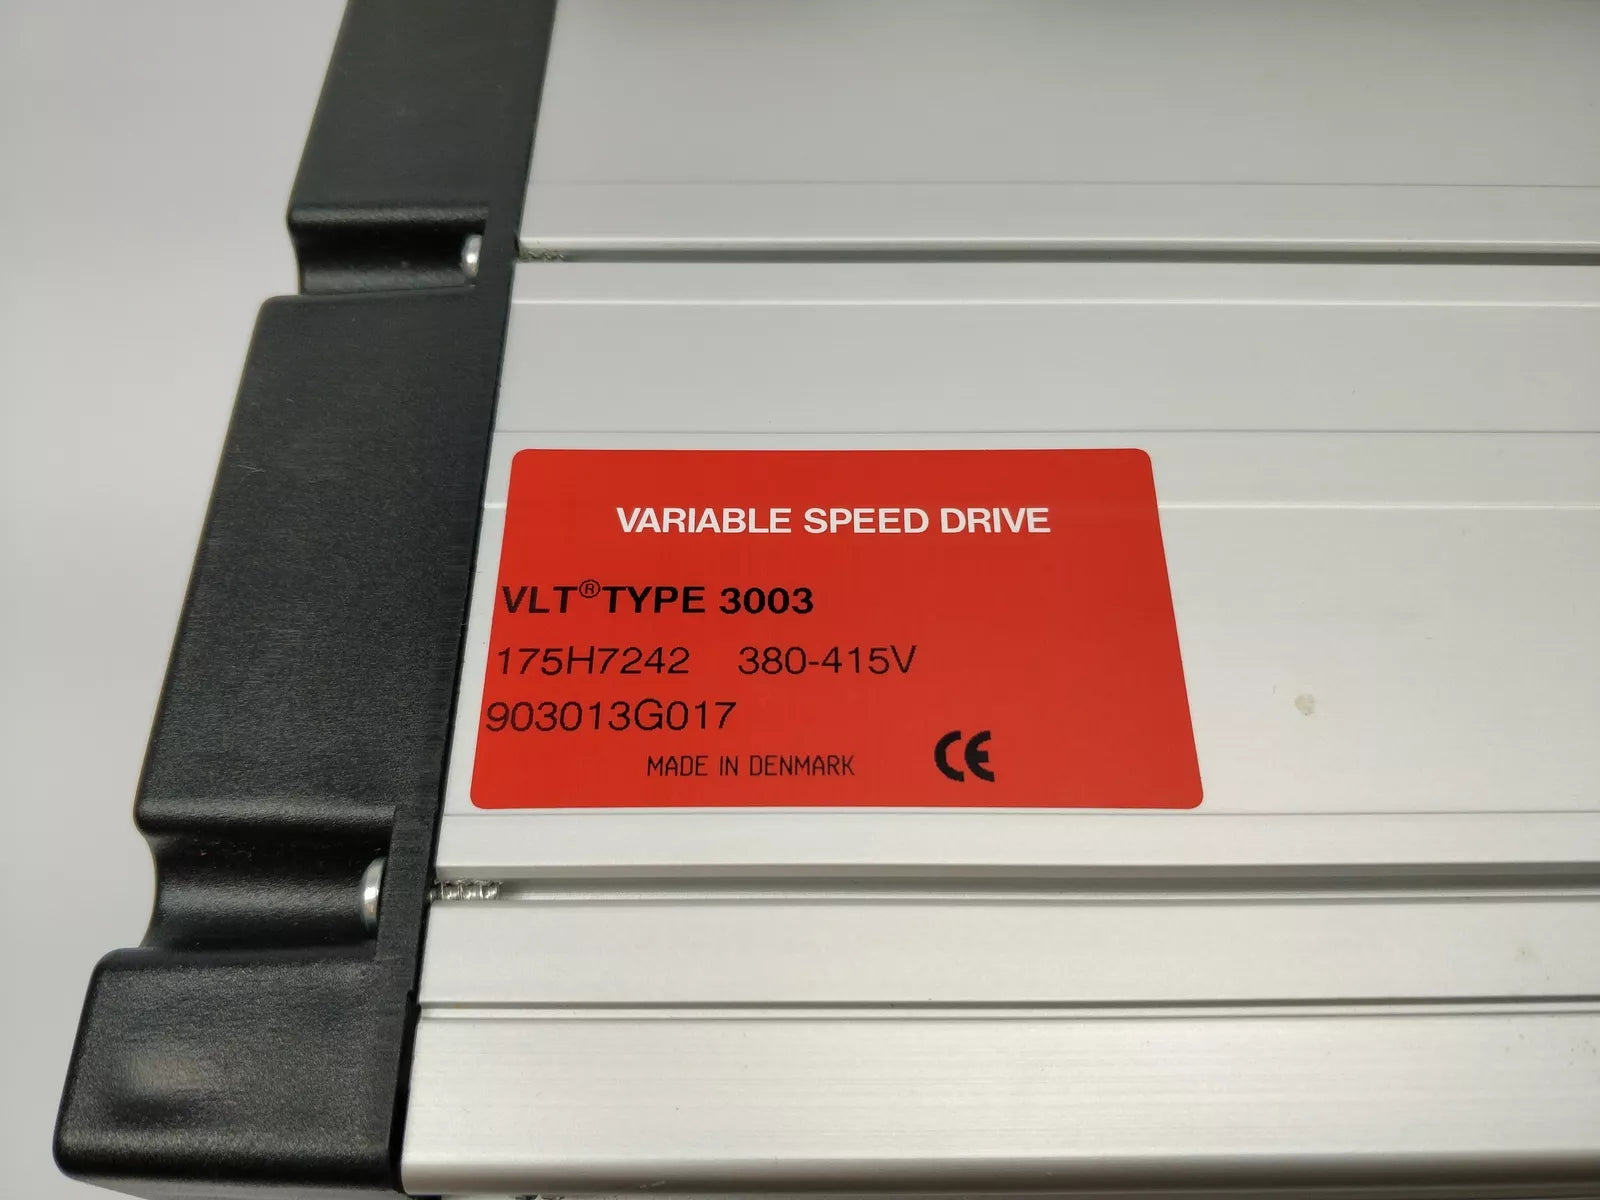 VARIABLE SPEED DRIVE
VLT® TYPE 3003
175H7242 380-415V
903013G017
MADE IN DENMARK CE